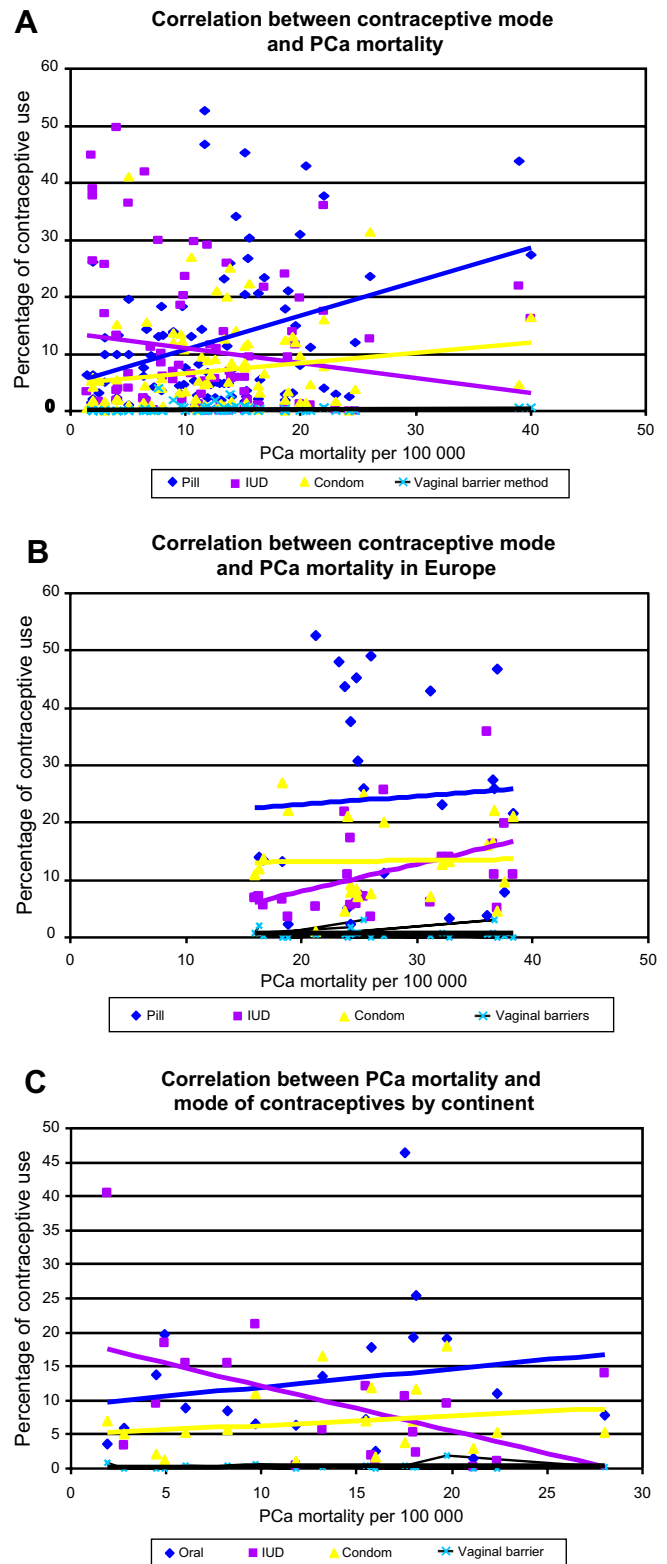 A
Correlation between contraceptive mode
and PCa mortality
Percentage of contraceptive use
60
50
40
30
20
10
0
0 10 20 30 40 50
PCa mortality per 100 000
Pill IUD Condom Vaginal barrier method
B
Correlation between contraceptive mode
and PCa mortality in Europe
Percentage of contraceptive use
60
50
40
30
20
10
0
0 10 20 30 40 50
PCa mortality per 100 000
Pill IUD Condom Vaginal barriers
C
Correlation between PCa mortality and
mode of contraceptives by continent
Percentage of contraceptive use
50
45
40
35
30
25
20
15
10
5
0
0 5 10 15 20 25 30
PCa mortality per 100 000
Oral IUD Condom Vaginal barrier